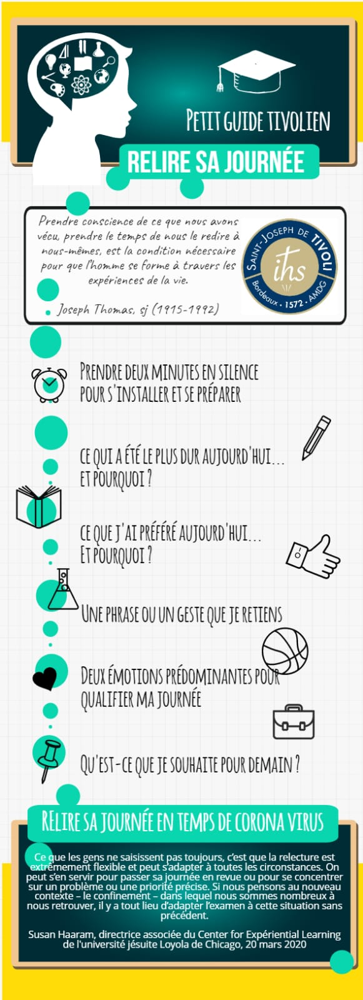 PETIT GUIDE TIVOLIEN
RELIRE SA JOURNÉE
Prendre conscience de ce que nous avons
vécu, prendre le temps de nous le redire à
nous-mêmes, est la condition nécessaire
pour que l'homme se forme à travers les
expériences de la vie.
Joseph Thomas, sj (1915-1992)
SAINT-JOSEPH DE TIVOLI
ihs
Bordeaux · 1572 · AMDG
PRENDRE DEUX MINUTES EN SILENCE
POUR S'INSTALLER ET SE PRÉPARER
CE QUI A ÉTÉ LE PLUS DUR AUJOURD'HUI...
ET POURQUOI ?
CE QUE J'AI PRÉFÉRÉ AUJOURD'HUI...
ET POURQUOI ?
UNE PHRASE OU UN GESTE QUE JE RETIENS
DEUX ÉMOTIONS PRÉDOMINANTES POUR
QUALIFIER MA JOURNÉE
QU'EST-CE QUE JE SOUHAITE POUR DEMAIN ?
RELIRE SA JOURNÉE EN TEMPS DE CORONA VIRUS
Ce que les gens ne saisissent pas toujours, c’est que la relecture est
extrêmement flexible et peut s’adapter à toutes les circonstances. On
peut s’en servir pour passer sa journée en revue ou pour se concentrer
sur un problème ou une priorité précise. Si nous pensons au nouveau
contexte – le confinement – dans lequel nous sommes nombreux à
nous retrouver, il y a tout lieu d’adapter l’examen à cette situation sans
précédent.
Susan Haaram, directrice associée du Center for Expériential Learning
de l'université jésuite Loyola de Chicago, 20 mars 2020